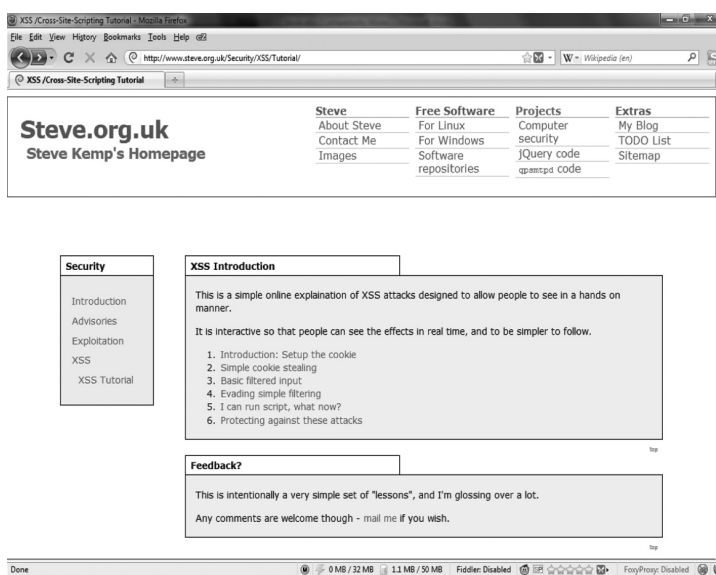 XSS /Cross-Site-Scripting Tutorial - Mozilla Firefox
File Edit View History Bookmarks Tools Help
http://www.steve.org.uk/Security/XSS/Tutorial/
W Wikipedia (en)
XSS /Cross-Site-Scripting Tutorial
Steve.org.uk
Steve Kemp's Homepage
Steve
About Steve
Contact Me
Images
Free Software
For Linux
For Windows
Software
repositories
Projects
Computer
security
jQuery code
qpsmtpd code
Extras
My Blog
TODO List
Sitemap
Security
Introduction
Advisories
Exploitation
XSS
XSS Tutorial
XSS Introduction
This is a simple online explaination of XSS attacks designed to allow people to see in a hands on
manner.
It is interactive so that people can see the effects in real time, and to be simpler to follow.
1. Introduction: Setup the cookie
2. Simple cookie stealing
3. Basic filtered input
4. Evading simple filtering
5. I can run script, what now?
6. Protecting against these attacks
top
Feedback?
This is intentionally a very simple set of "lessons", and I'm glossing over a lot.
Any comments are welcome though - mail me if you wish.
top
Done 0 MB / 32 MB 1.1 MB / 50 MB Fiddler: Disabled FoxyProxy: Disabled